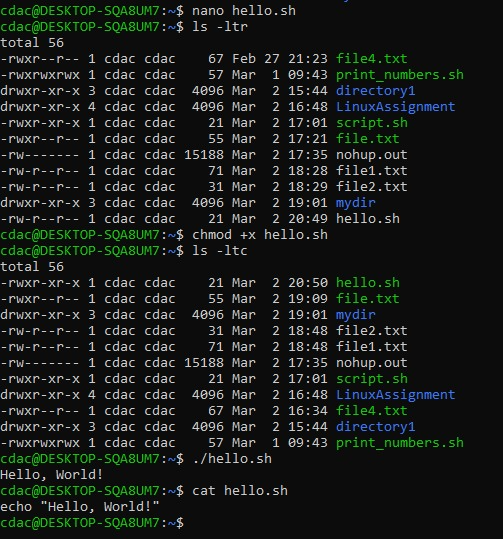 cdac@DESKTOP-SQA8UM7:~$ nano hello.sh
cdac@DESKTOP-SQA8UM7:~$ ls -ltr
total 56
-rwxr--r-- 1 cdac cdac    67 Feb 27 21:23 file4.txt
-rwxrwxrwx 1 cdac cdac    57 Mar  1 09:43 print_numbers.sh
drwxr-xr-x 3 cdac cdac  4096 Mar  2 15:44 directory1
drwxr-xr-x 4 cdac cdac  4096 Mar  2 16:48 LinuxAssignment
-rwxr-xr-x 1 cdac cdac    21 Mar  2 17:01 script.sh
-rwxr--r-- 1 cdac cdac    55 Mar  2 17:21 file.txt
-rw------- 1 cdac cdac 15188 Mar  2 17:35 nohup.out
-rw-r--r-- 1 cdac cdac    71 Mar  2 18:28 file1.txt
-rw-r--r-- 1 cdac cdac    31 Mar  2 18:29 file2.txt
drwxr-xr-x 3 cdac cdac  4096 Mar  2 19:01 mydir
-rw-r--r-- 1 cdac cdac    21 Mar  2 20:49 hello.sh
cdac@DESKTOP-SQA8UM7:~$ chmod +x hello.sh
cdac@DESKTOP-SQA8UM7:~$ ls -ltc
total 56
-rwxr-xr-x 1 cdac cdac    21 Mar  2 20:50 hello.sh
-rwxr--r-- 1 cdac cdac    55 Mar  2 19:09 file.txt
drwxr-xr-x 3 cdac cdac  4096 Mar  2 19:01 mydir
-rw-r--r-- 1 cdac cdac    31 Mar  2 18:48 file2.txt
-rw-r--r-- 1 cdac cdac    71 Mar  2 18:48 file1.txt
-rw------- 1 cdac cdac 15188 Mar  2 17:35 nohup.out
-rwxr-xr-x 1 cdac cdac    21 Mar  2 17:01 script.sh
drwxr-xr-x 4 cdac cdac  4096 Mar  2 16:48 LinuxAssignment
-rwxr--r-- 1 cdac cdac    67 Mar  2 16:34 file4.txt
drwxr-xr-x 3 cdac cdac  4096 Mar  2 15:44 directory1
-rwxrwxrwx 1 cdac cdac    57 Mar  1 09:43 print_numbers.sh
cdac@DESKTOP-SQA8UM7:~$ ./hello.sh
Hello, World!
cdac@DESKTOP-SQA8UM7:~$ cat hello.sh
echo "Hello, World!"
cdac@DESKTOP-SQA8UM7:~$